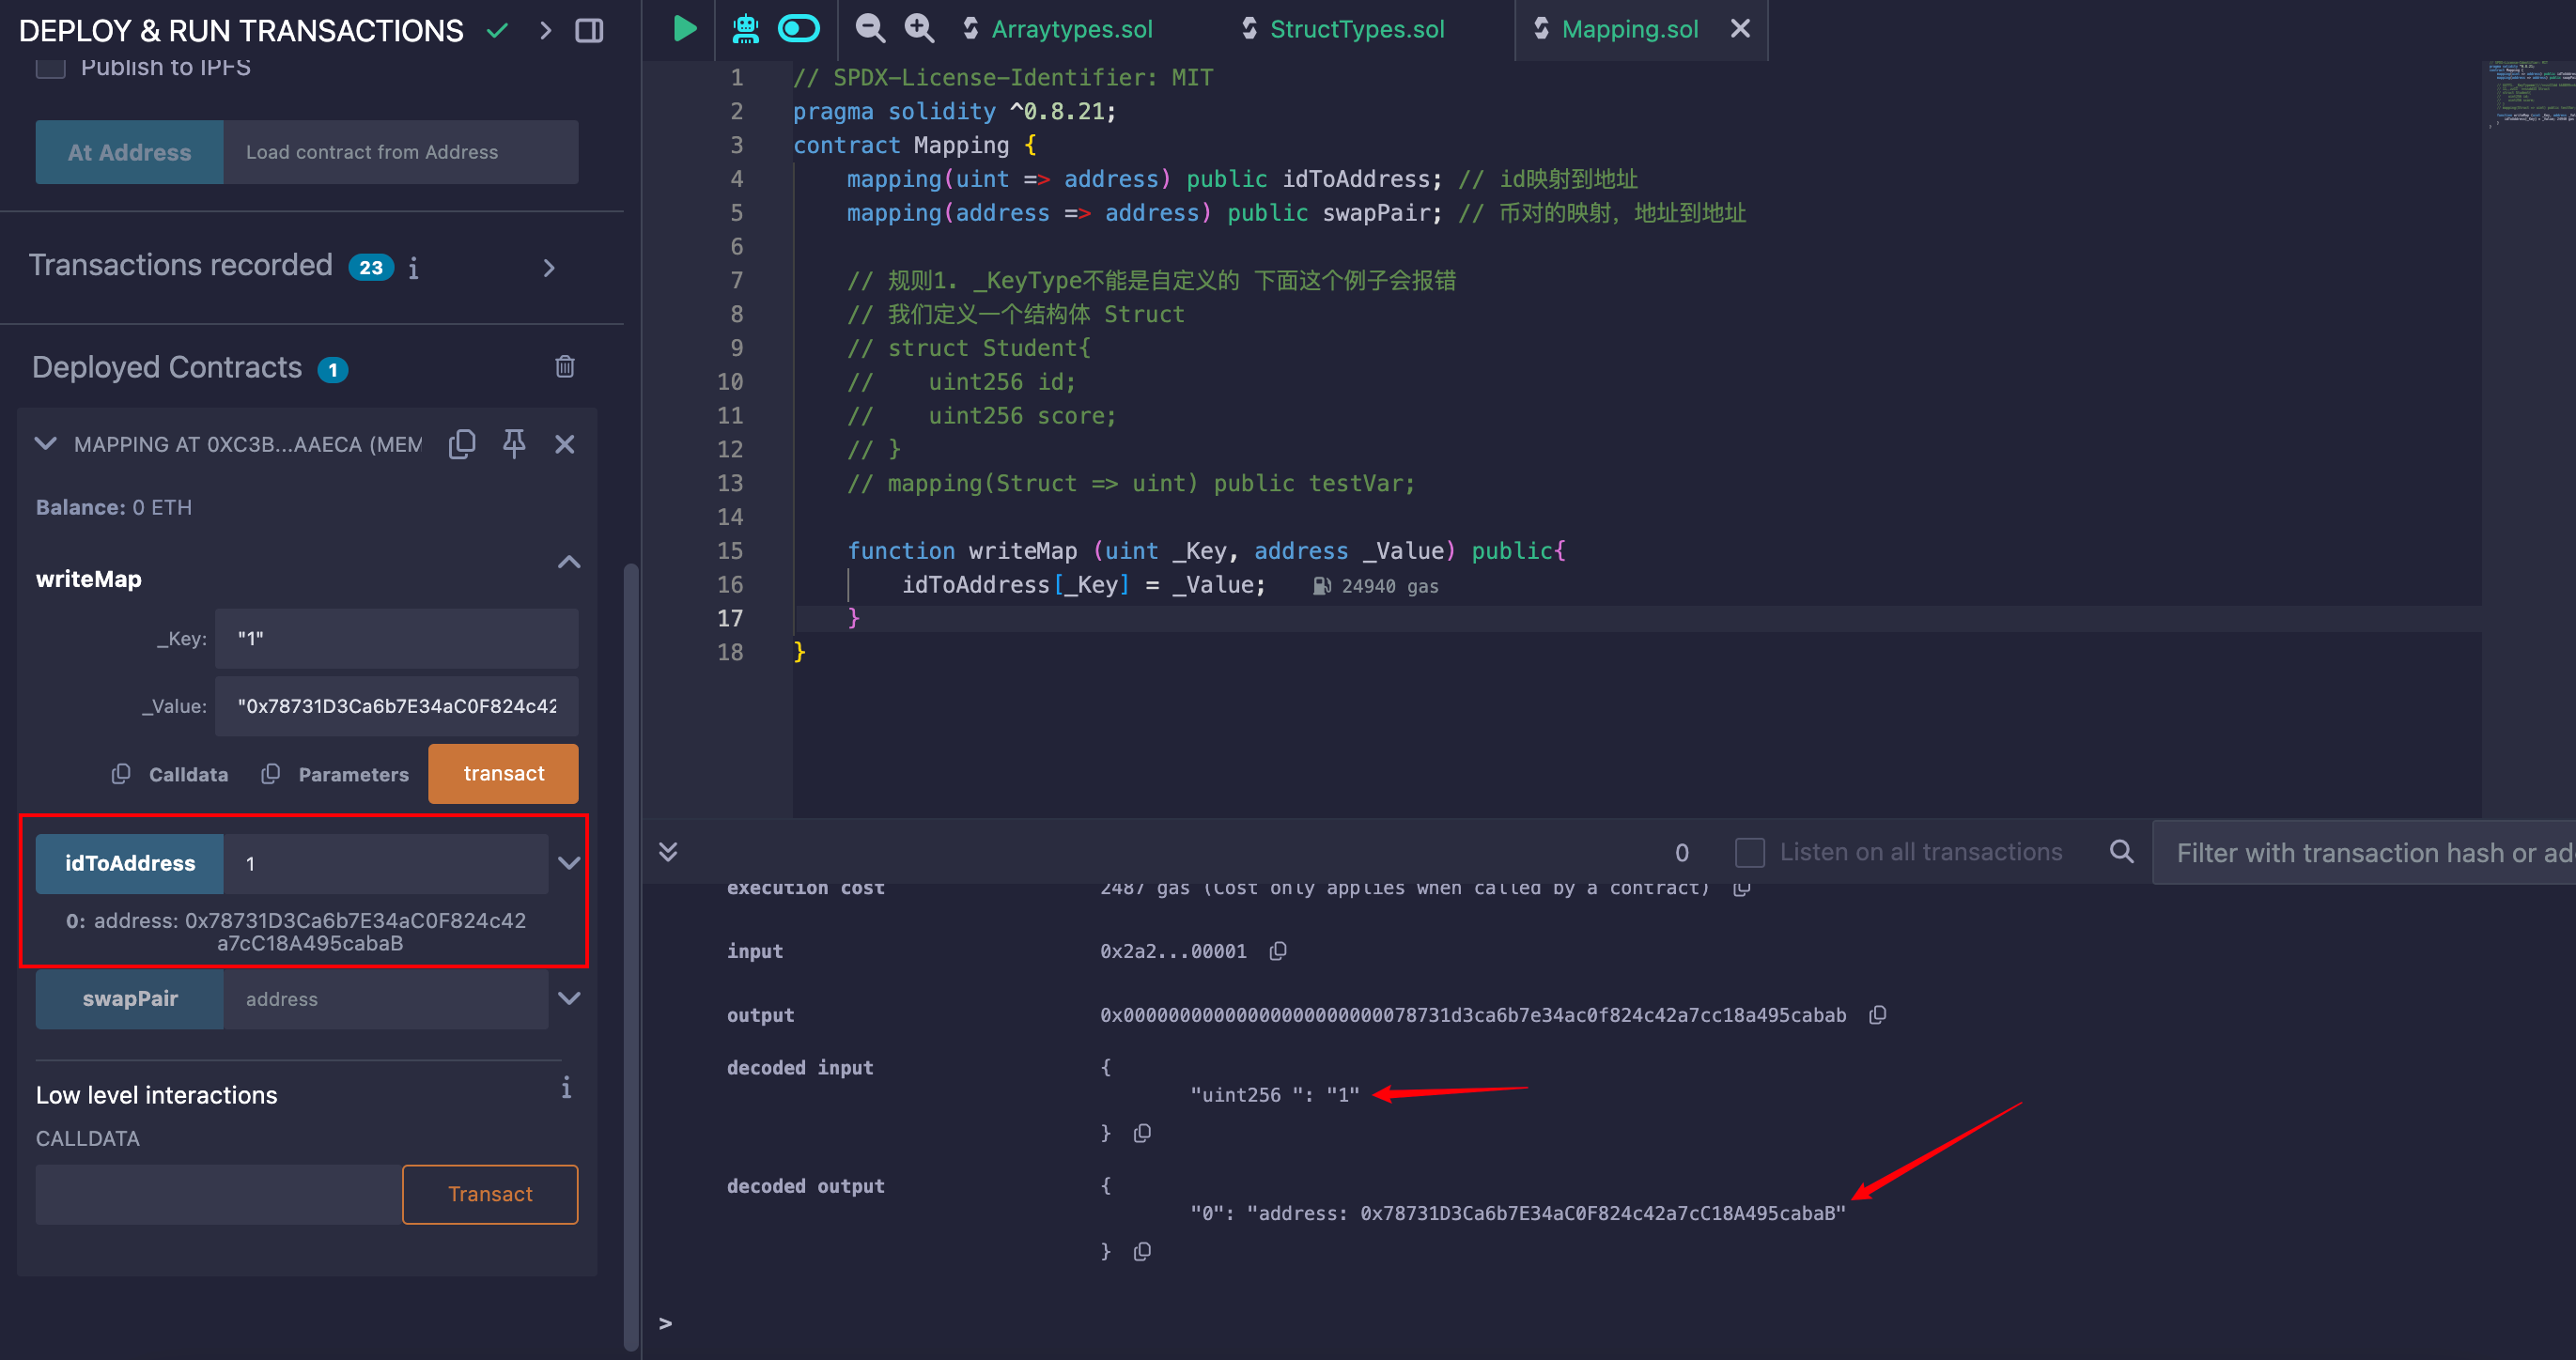 DEPLOY & RUN TRANSACTIONS
Publish to IPFS
At Address
Load contract from Address
Transactions recorded 23 i
Deployed Contracts 1
MAPPING AT 0XC3B...AAECA (MEM
Balance: 0 ETH
writeMap
_Key: "1"
_Value: "0x78731D3Ca6b7E34aC0F824c42
Calldata Parameters transact
idToAddress 1
0: address: 0x78731D3Ca6b7E34aC0F824c42
a7cC18A495cabaB
swapPair address
Low level interactions i
CALLDATA
Transact
Arraytypes.sol StructTypes.sol Mapping.sol
1 // SPDX-License-Identifier: MIT
2 pragma solidity ^0.8.21;
3 contract Mapping {
4 mapping(uint => address) public idToAddress; // id映射到地址
5 mapping(address => address) public swapPair; // 币对的映射，地址到地址
6
7 // 规则1. _KeyType不能是自定义的 下面这个例子会报错
8 // 我们定义一个结构体 Struct
9 // struct Student{
10 // uint256 id;
11 // uint256 score;
12 // }
13 // mapping(Struct => uint) public testVar;
14
15 function writeMap (uint _Key, address _Value) public{
16 idToAddress[_Key] = _Value; 24940 gas
17 }
18 }
0 Listen on all transactions Filter with transaction hash or ad
execution cost 2487 gas (Cost only applies when called by a contract)
input 0x2a2...00001
output 0x00000000000000000000000078731d3ca6b7e34ac0f824c42a7cc18a495cabab
decoded input {
"uint256 ": "1"
}
decoded output {
"0": "address: 0x78731D3Ca6b7E34aC0F824c42a7cC18A495cabaB"
}
>